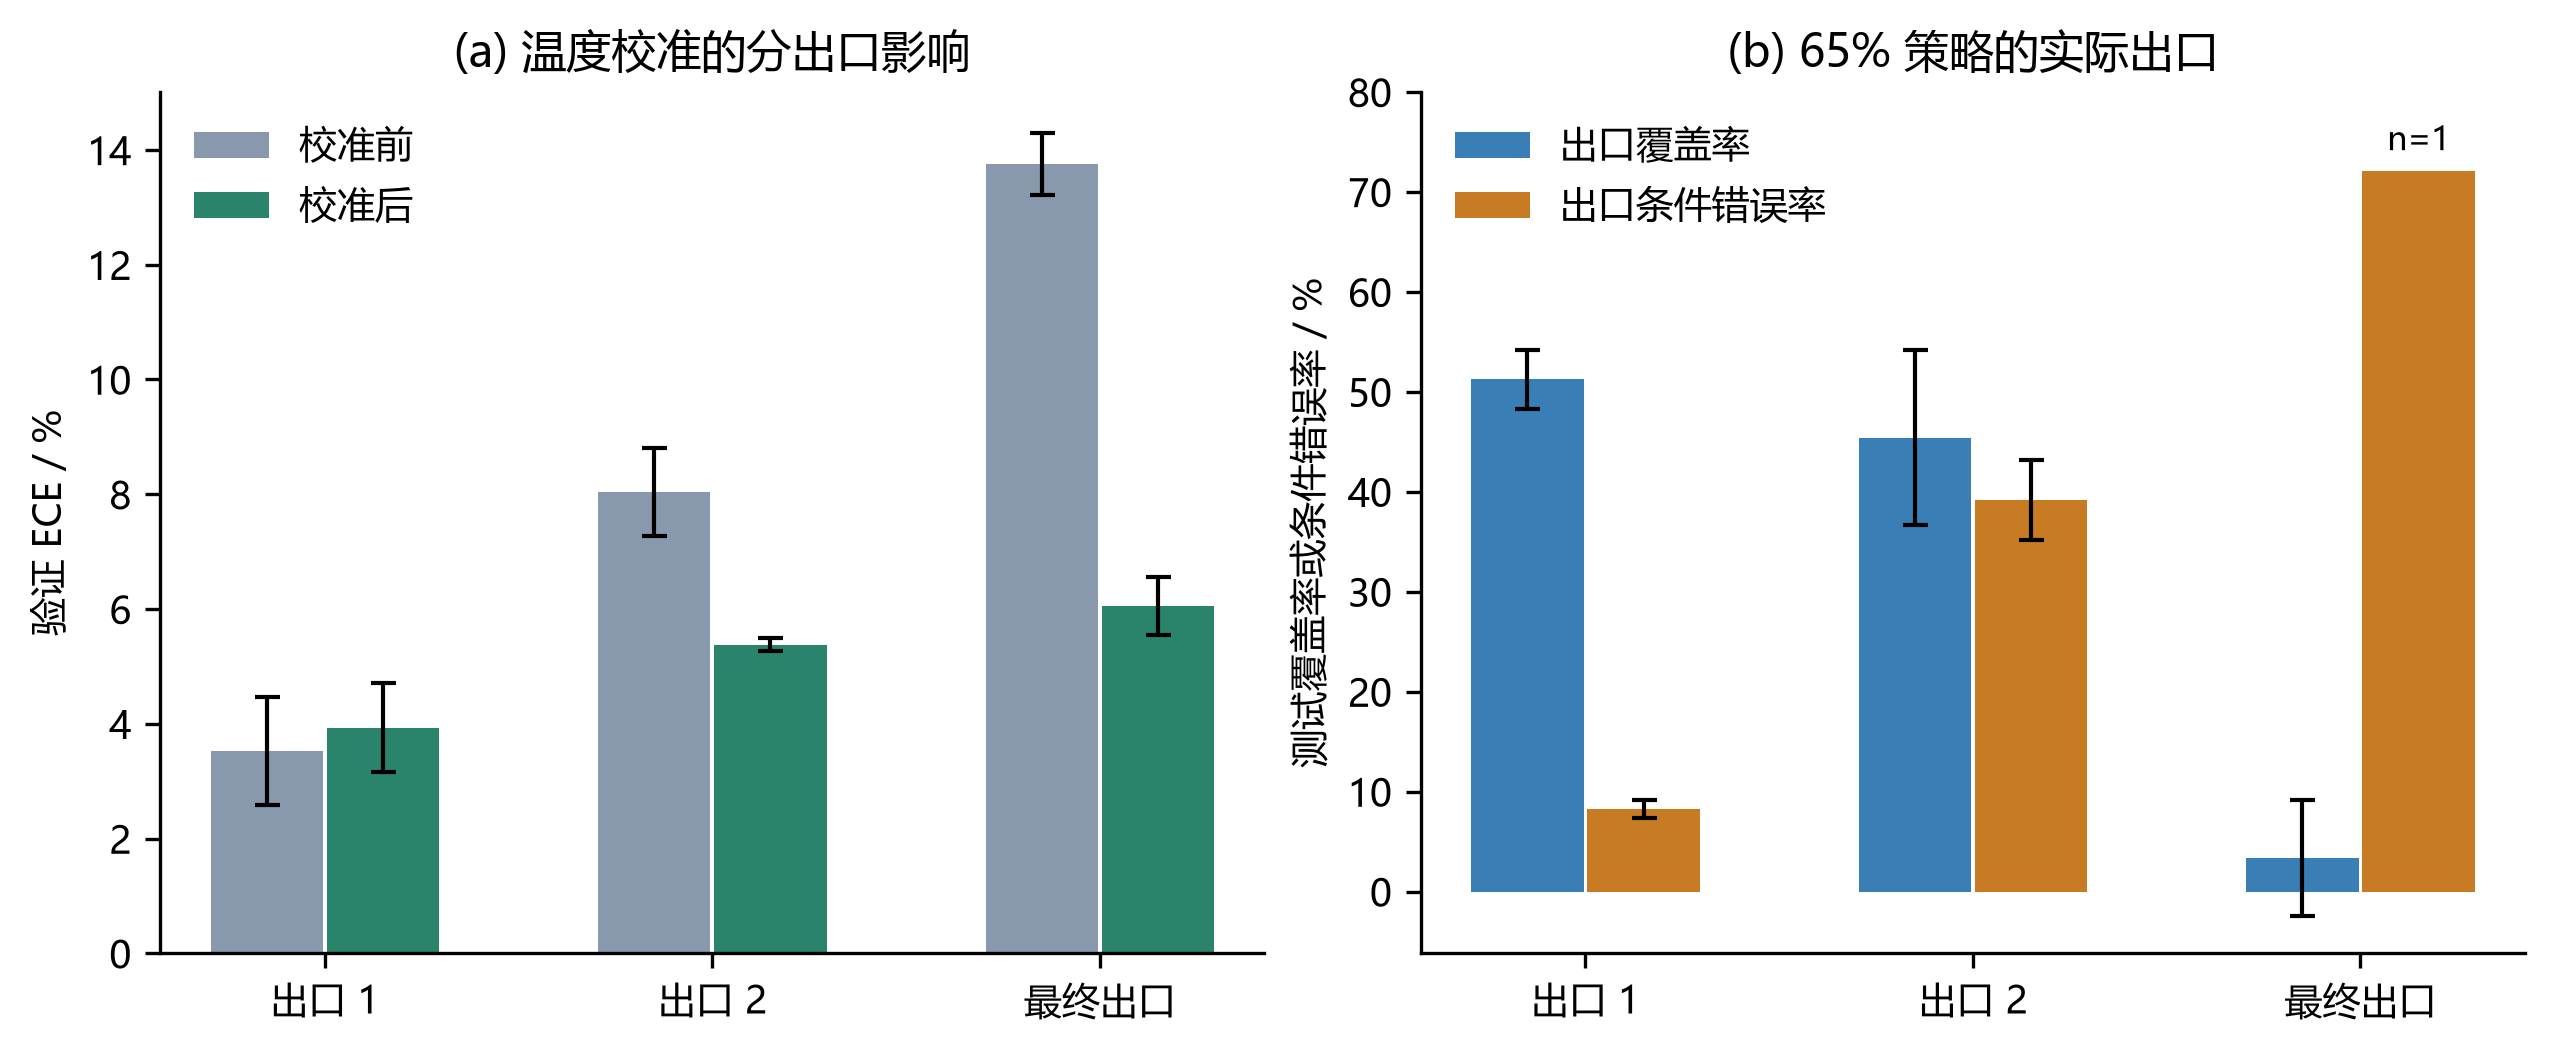 (a) 温度校准的分出口影响
校准前
校准后
验证 ECE / %
14
12
10
8
6
4
2
0
出口 1
出口 2
最终出口
(b) 65% 策略的实际出口
出口覆盖率
出口条件错误率
n=1
测试覆盖率或条件错误率 / %
80
70
60
50
40
30
20
10
0
出口 1
出口 2
最终出口